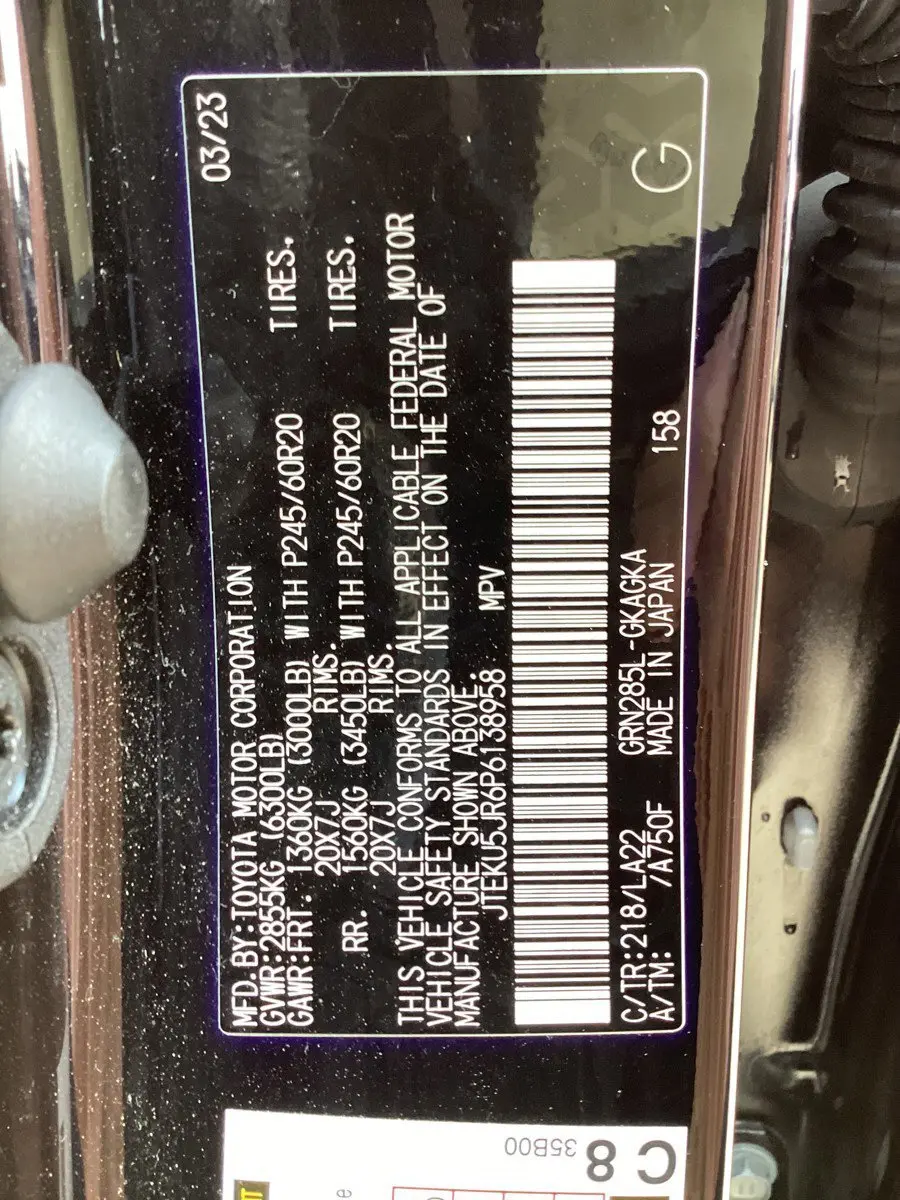 03/23
MFD.BY:TOYOTA MOTOR CORPORATION
GVWR:2855KG (6300LB)
GAWR:FRT. 1360KG (3000LB) WITH P245/60R20 TIRES.
20X7J RIMS.
RR. 1560KG (3450LB) WITH P245/60R20 TIRES.
20X7J RIMS.
THIS VEHICLE CONFORMS TO ALL APPLICABLE FEDERAL MOTOR
VEHICLE SAFETY STANDARDS IN EFFECT ON THE DATE OF
MANUFACTURE SHOWN ABOVE.
JTEKU5JR6P6138958 MPV
C/TR:218/LA22 GRN285L-GKAGKA 158
A/TM: /A750F MADE IN JAPAN
G
C 8
35B00